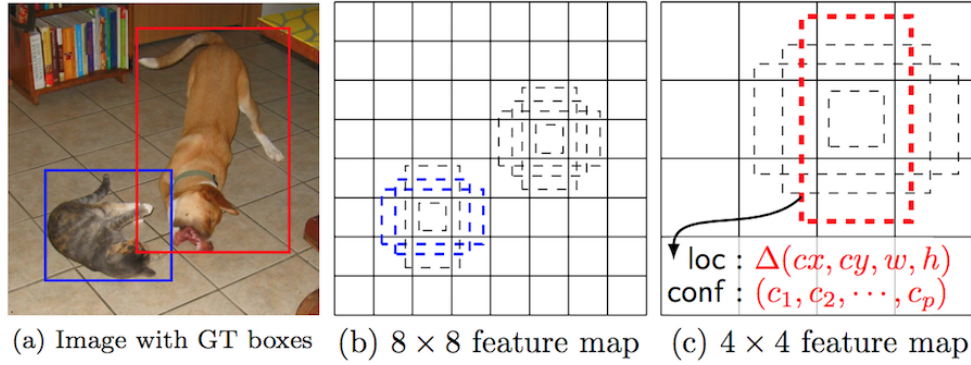 loc : Δ(cx, cy, w, h)
conf : (c₁, c₂, ⋯, cₚ)
(a) Image with GT boxes
(b) 8 × 8 feature map
(c) 4 × 4 feature map